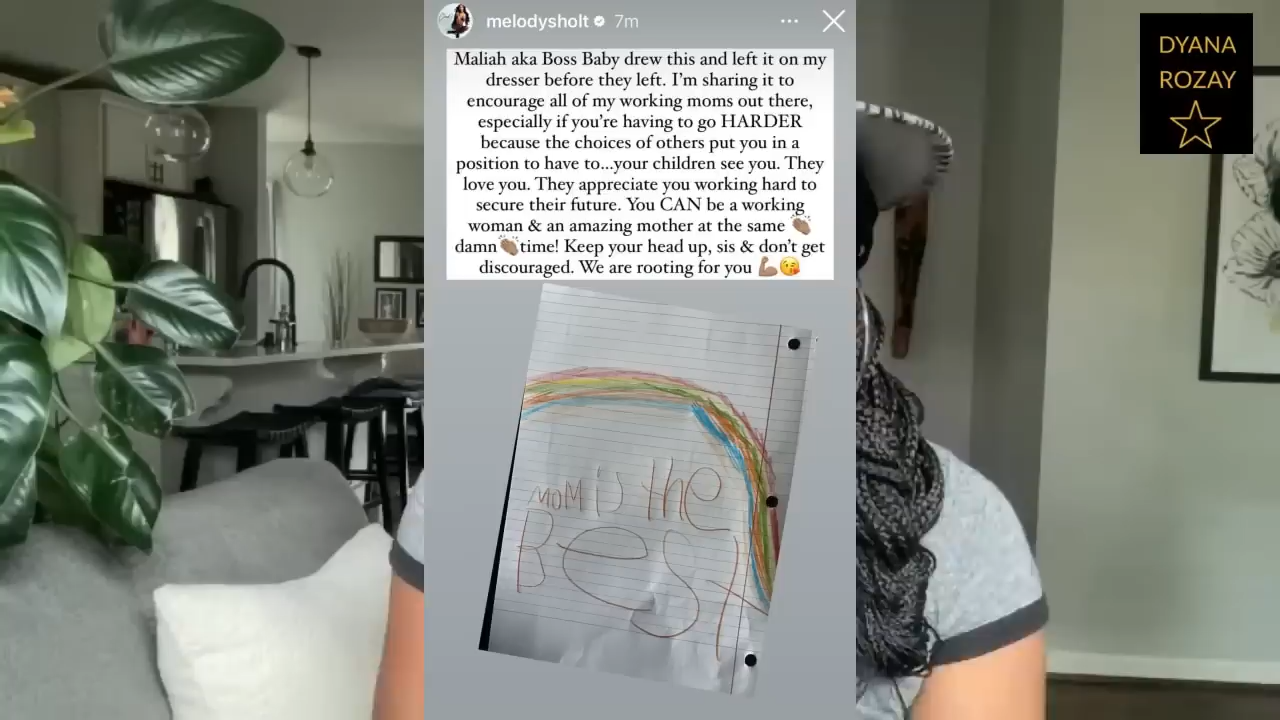 melodysholt 7m
Maliah aka Boss Baby drew this and left it on my
dresser before they left. I'm sharing it to
encourage all of my working moms out there,
especially if you're having to go HARDER
because the choices of others put you in a
position to have to...your children see you. They
love you. They appreciate you working hard to
secure their future. You CAN be a working
woman & an amazing mother at the same 👏🏽
damn👏🏽time! Keep your head up, sis & don't get
discouraged. We are rooting for you 💪🏽😘
MOM is the
BesT
DYANA
ROZAY